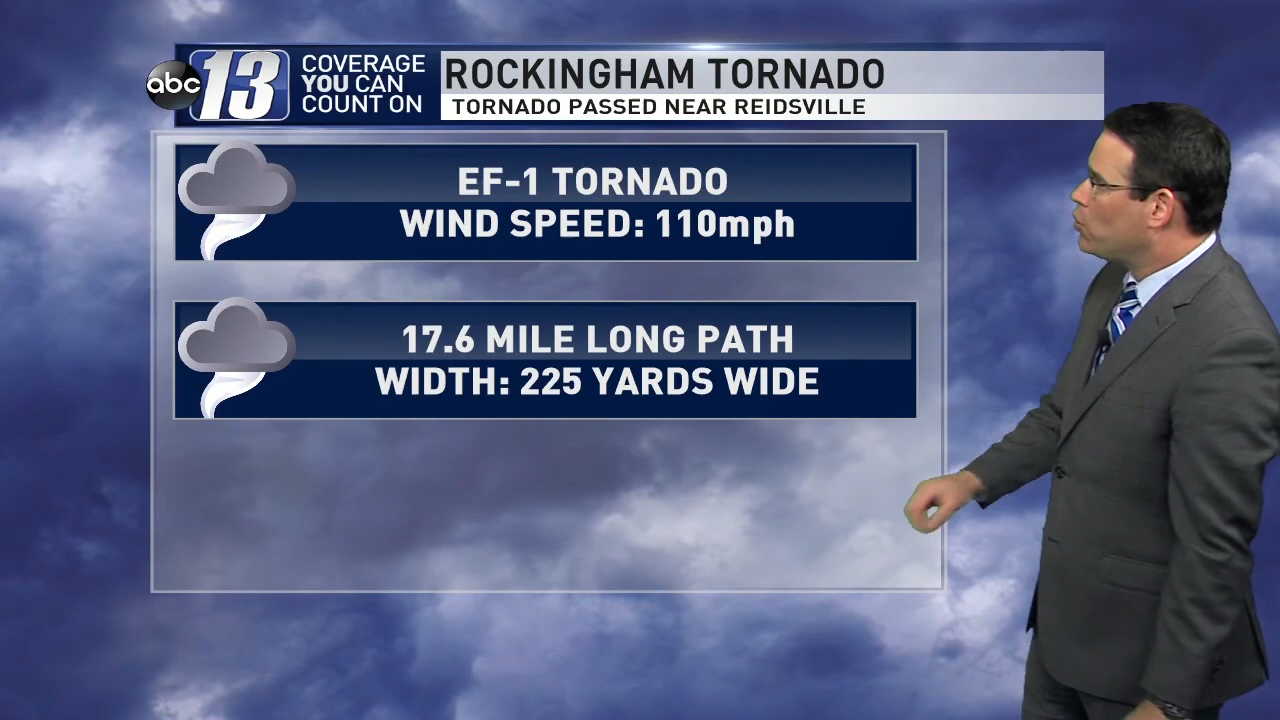 abc 13
COVERAGE
YOU CAN
COUNT ON
ROCKINGHAM TORNADO
TORNADO PASSED NEAR REIDSVILLE
EF-1 TORNADO
WIND SPEED: 110mph
17.6 MILE LONG PATH
WIDTH: 225 YARDS WIDE